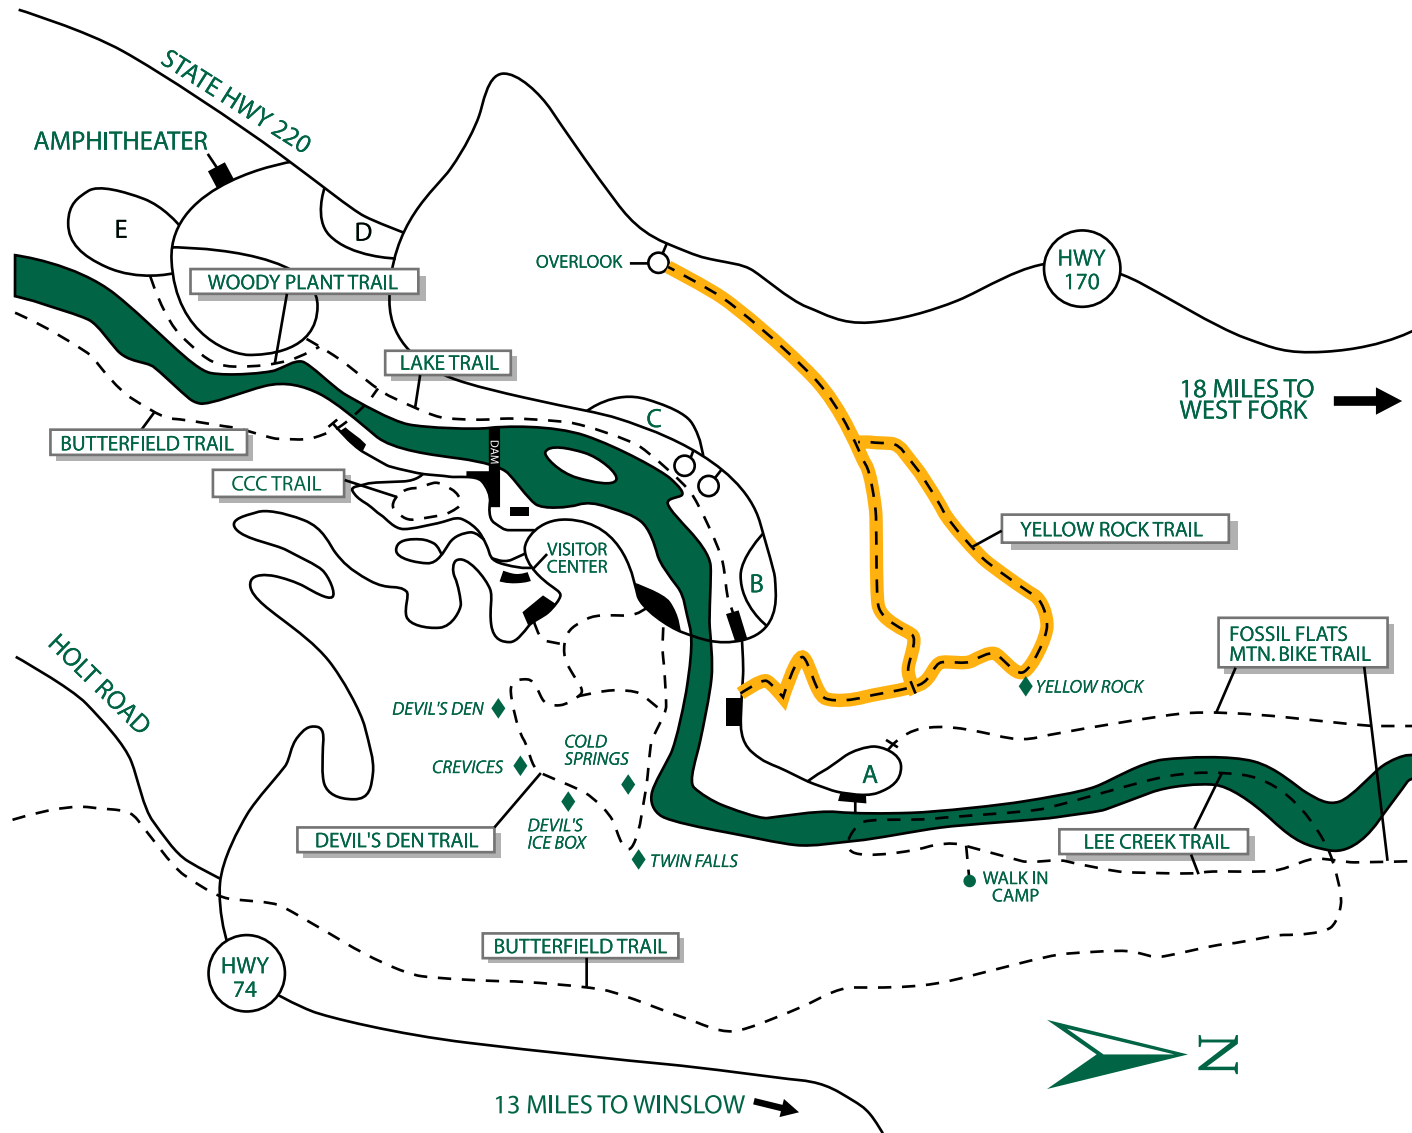 STATE HWY 220
AMPHITHEATER
E
D
WOODY PLANT TRAIL
OVERLOOK
HWY
170
LAKE TRAIL
18 MILES TO
WEST FORK
C
BUTTERFIELD TRAIL
DAM
CCC TRAIL
YELLOW ROCK TRAIL
VISITOR
CENTER
B
FOSSIL FLATS
MTN. BIKE TRAIL
HOLT ROAD
YELLOW ROCK
DEVIL'S DEN
COLD
SPRINGS
CREVICES
A
DEVIL'S
ICE BOX
DEVIL'S DEN TRAIL
TWIN FALLS
LEE CREEK TRAIL
WALK IN
CAMP
BUTTERFIELD TRAIL
HWY
74
N
13 MILES TO WINSLOW